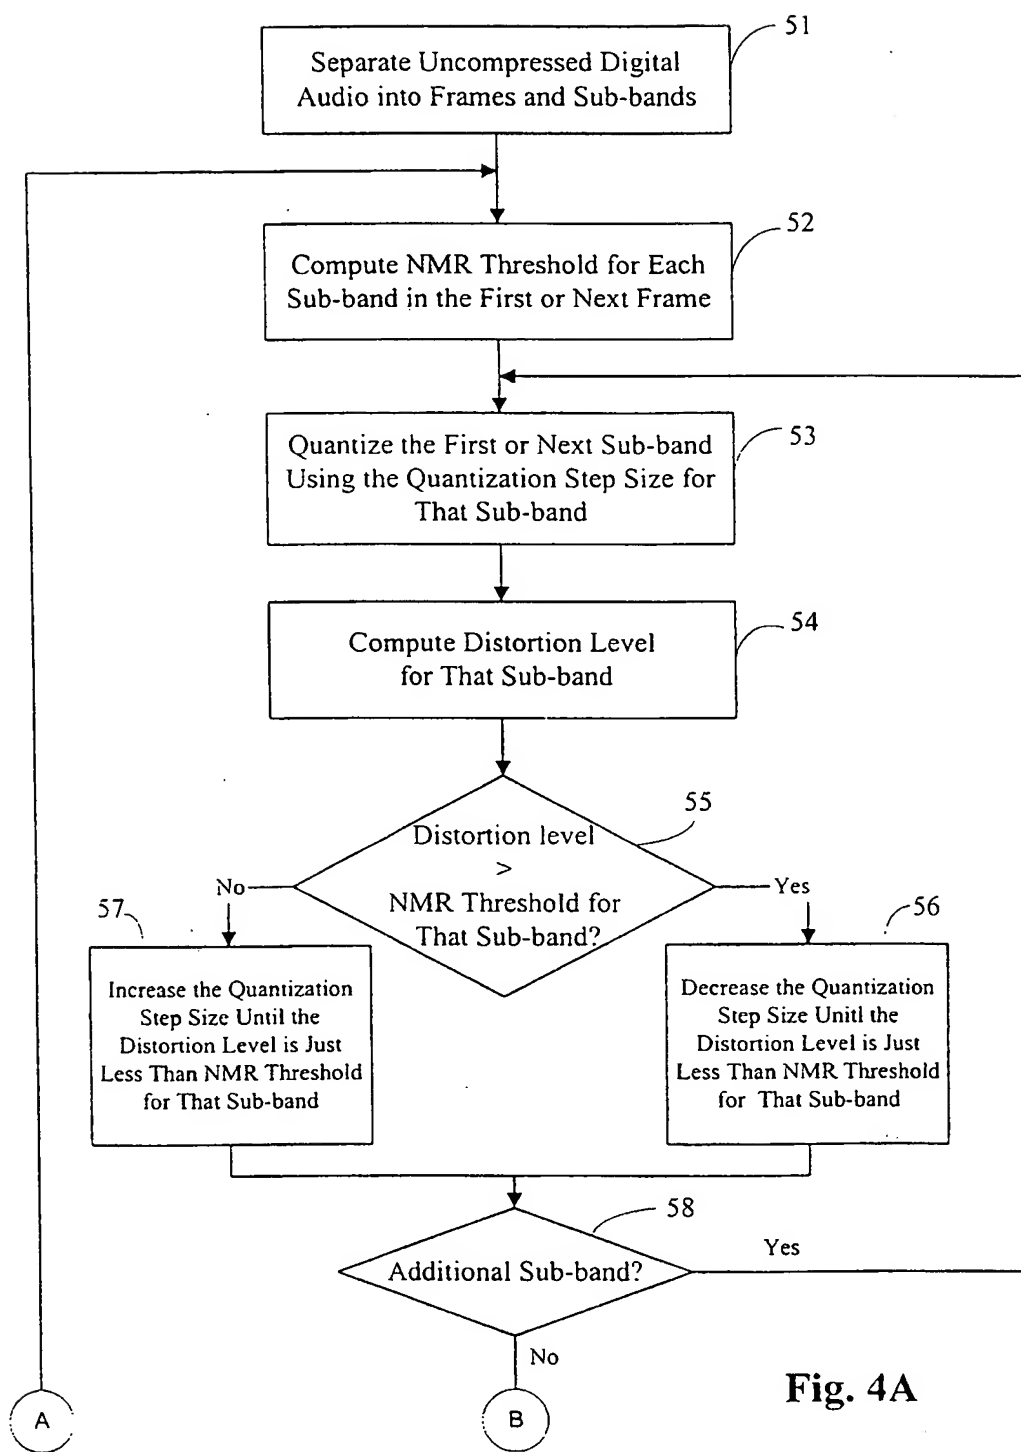 51
Separate Uncompressed Digital
Audio into Frames and Sub-bands
52
Compute NMR Threshold for Each
Sub-band in the First or Next Frame
53
Quantize the First or Next Sub-band
Using the Quantization Step Size for
That Sub-band
54
Compute Distortion Level
for That Sub-band
55
Distortion level
>
NMR Threshold for
That Sub-band?
No
Yes
57
Increase the Quantization
Step Size Until the
Distortion Level is Just
Less Than NMR Threshold
for That Sub-band
56
Decrease the Quantization
Step Size Unitl the
Distortion Level is Just
Less Than NMR Threshold
for That Sub-band
58
Additional Sub-band?
Yes
No
A
B
Fig. 4A